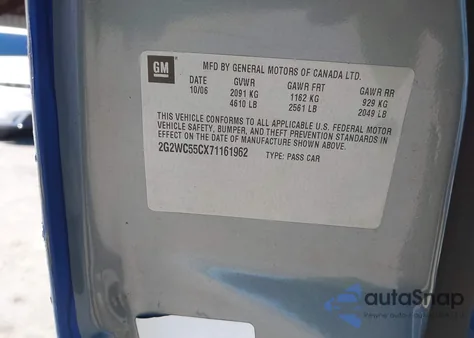 GM
MFD BY GENERAL MOTORS OF CANADA LTD.
DATE GVWR GAWR FRT GAWR RR
10/06 2091 KG 1162 KG 929 KG
4610 LB 2561 LB 2049 LB
THIS VEHICLE CONFORMS TO ALL APPLICABLE U.S. FEDERAL MOTOR
VEHICLE SAFETY, BUMPER, AND THEFT PREVENTION STANDARDS IN
EFFECT ON THE DATE OF MANUFACTURE SHOWN ABOVE.
2G2WC55CX71161962 TYPE: PASS CAR
autoSnap